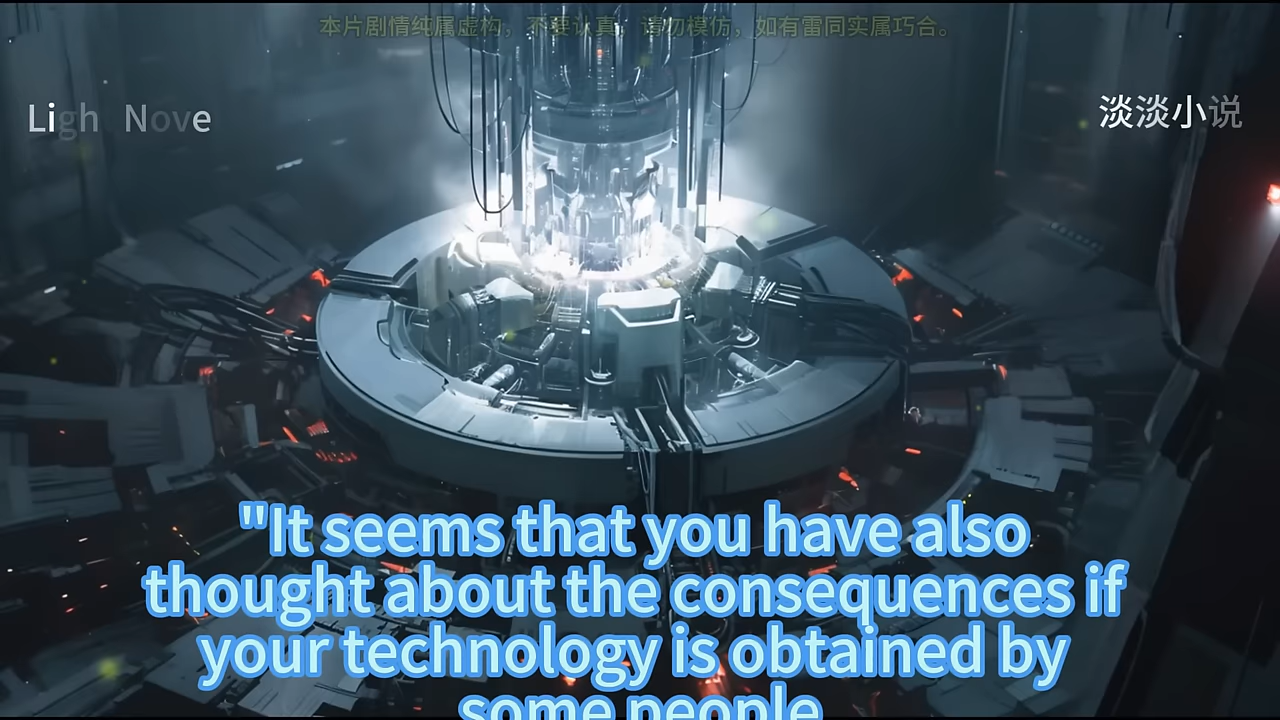 本片剧情纯属虚构，不要认真，请勿模仿，如有雷同实属巧合。
Ligh Nove
淡淡小说
"It seems that you have also
thought about the consequences if
your technology is obtained by
some people